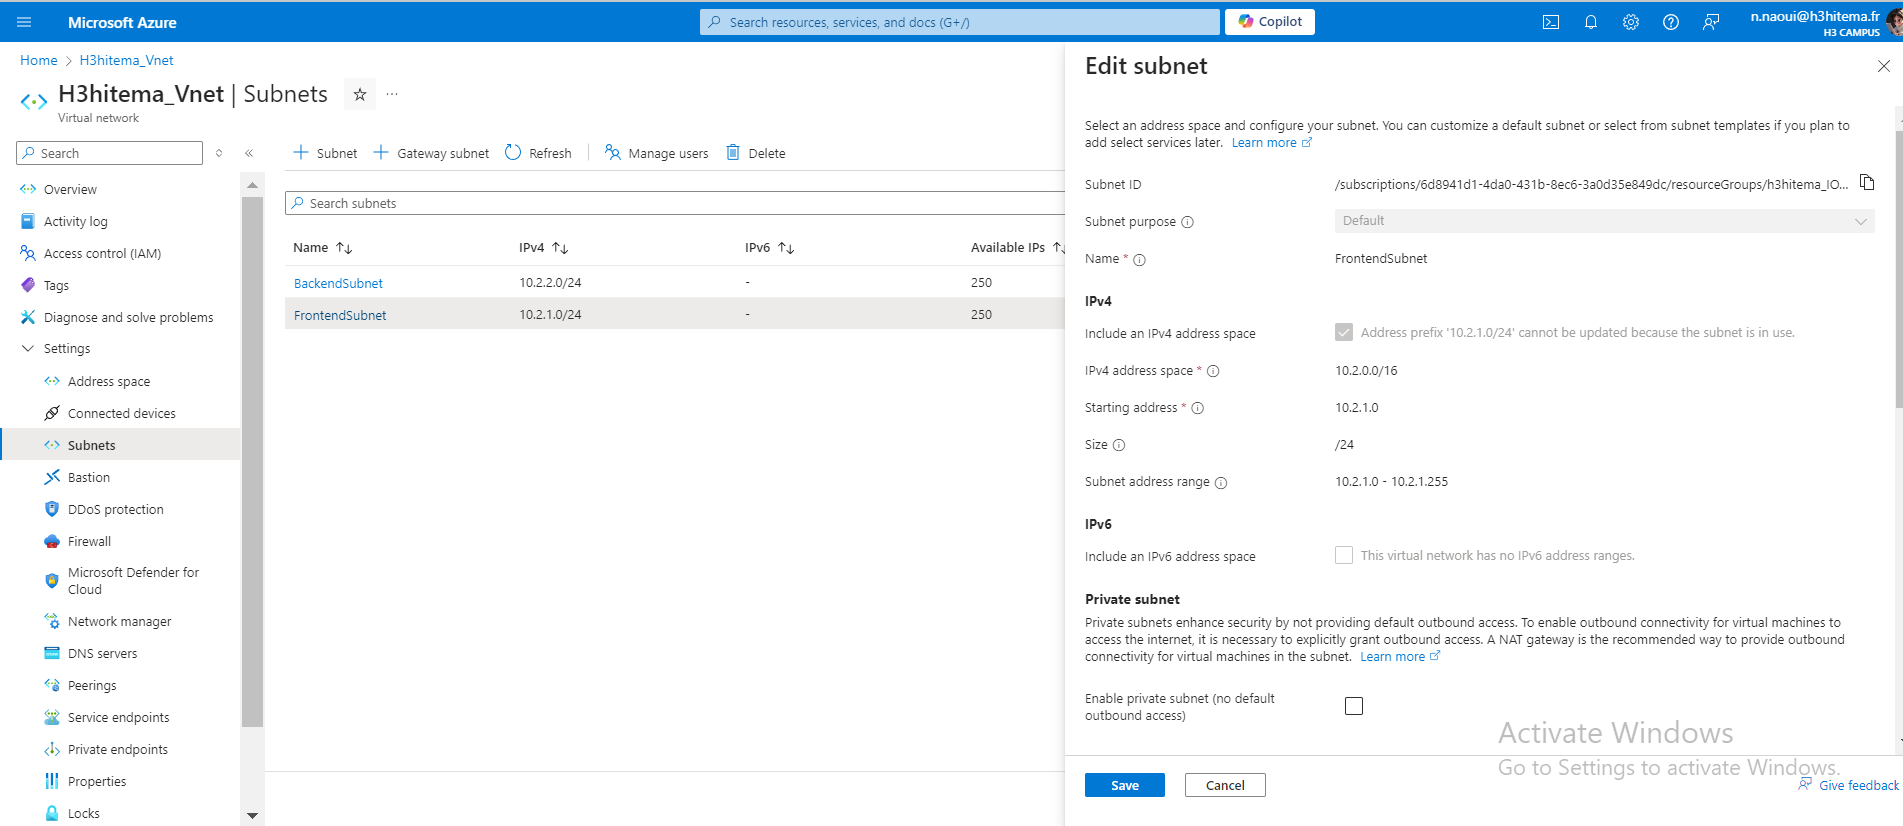 Microsoft Azure
Search resources, services, and docs (G+/)
Copilot
n.naoui@h3hitema.fr
H3 CAMPUS
Home > H3hitema_Vnet
H3hitema_Vnet | Subnets
Virtual network
Search
Overview
Activity log
Access control (IAM)
Tags
Diagnose and solve problems
Settings
Address space
Connected devices
Subnets
Bastion
DDoS protection
Firewall
Microsoft Defender for
Cloud
Network manager
DNS servers
Peerings
Service endpoints
Private endpoints
Properties
Locks
Subnet Gateway subnet Refresh Manage users Delete
Search subnets
Name IPv4 IPv6 Available IPs
BackendSubnet 10.2.2.0/24 - 250
FrontendSubnet 10.2.1.0/24 - 250
Edit subnet
Select an address space and configure your subnet. You can customize a default subnet or select from subnet templates if you plan to
add select services later. Learn more
Subnet ID /subscriptions/6d8941d1-4da0-431b-8ec6-3a0d35e849dc/resourceGroups/h3hitema_IO...
Subnet purpose Default
Name * FrontendSubnet
IPv4
Include an IPv4 address space Address prefix '10.2.1.0/24' cannot be updated because the subnet is in use.
IPv4 address space * 10.2.0.0/16
Starting address * 10.2.1.0
Size /24
Subnet address range 10.2.1.0 - 10.2.1.255
IPv6
Include an IPv6 address space This virtual network has no IPv6 address ranges.
Private subnet
Private subnets enhance security by not providing default outbound access. To enable outbound connectivity for virtual machines to
access the internet, it is necessary to explicitly grant outbound access. A NAT gateway is the recommended way to provide outbound
connectivity for virtual machines in the subnet. Learn more
Enable private subnet (no default
outbound access)
Activate Windows
Go to Settings to activate Windows.
Save Cancel
Give feedback